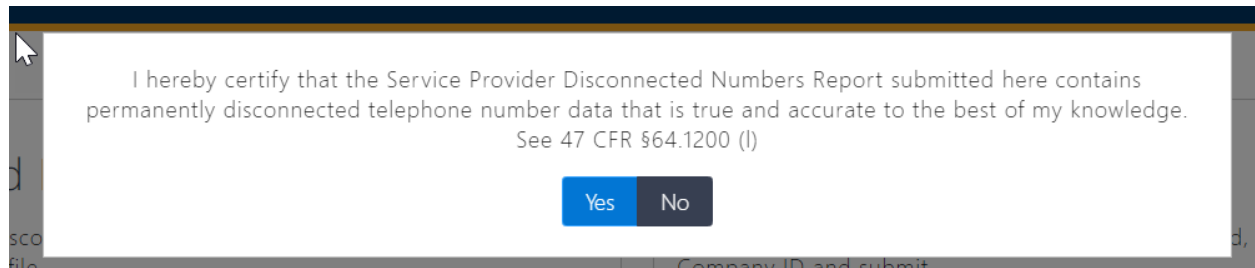 I hereby certify that the Service Provider Disconnected Numbers Report submitted here contains
permanently disconnected telephone number data that is true and accurate to the best of my knowledge.
See 47 CFR §64.1200 (l)
Yes No
Company ID and submit